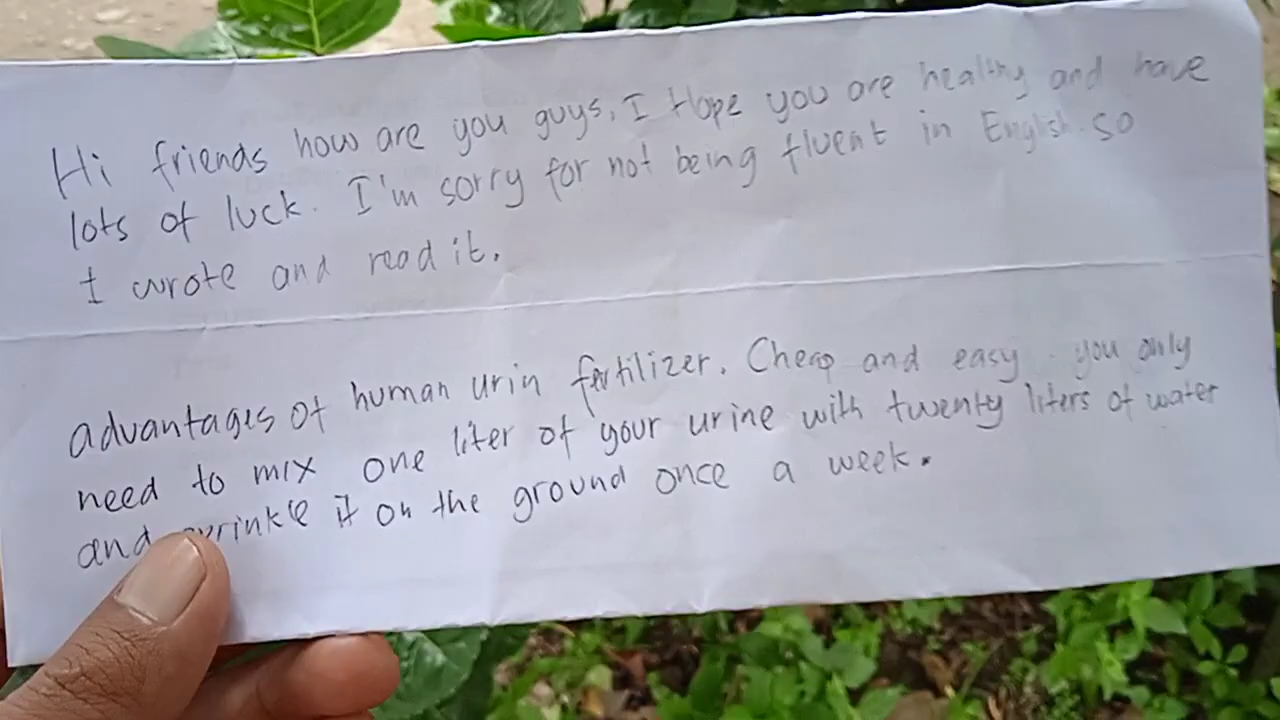 Hi friends how are you guys. I Hope you are healthy and have
lots of luck. I'm sorry for not being fluent in English. so
I wrote and read it.
advantages of human urin fertilizer. Cheap and easy. you only
need to mix one liter of your urine with twenty liters of water
and sprinkle it on the ground once a week.